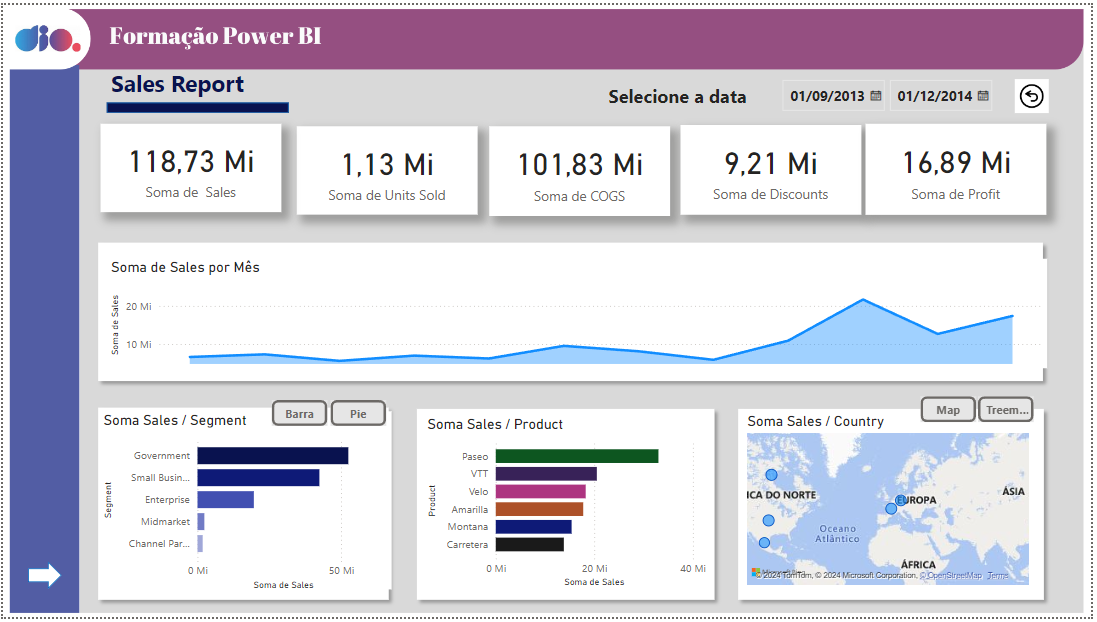 dio.
Formação Power BI
Sales Report
Selecione a data
01/09/2013
01/12/2014
118,73 Mi
Soma de Sales
1,13 Mi
Soma de Units Sold
101,83 Mi
Soma de COGS
9,21 Mi
Soma de Discounts
16,89 Mi
Soma de Profit
Soma de Sales por Mês
Soma de Sales
20 Mi
10 Mi
Soma Sales / Segment
Barra
Pie
Segment
Government
Small Busin...
Enterprise
Midmarket
Channel Par...
0 Mi
50 Mi
Soma de Sales
Soma Sales / Product
Product
Paseo
VTT
Velo
Amarilla
Montana
Carretera
0 Mi
20 Mi
40 Mi
Soma de Sales
Map
Treem...
Soma Sales / Country
ICA DO NORTE
EUROPA
ÁSIA
Oceano
Atlântico
ÁFRICA
© 2024 TomTom, © 2024 Microsoft Corporation, © OpenStreetMap Terms